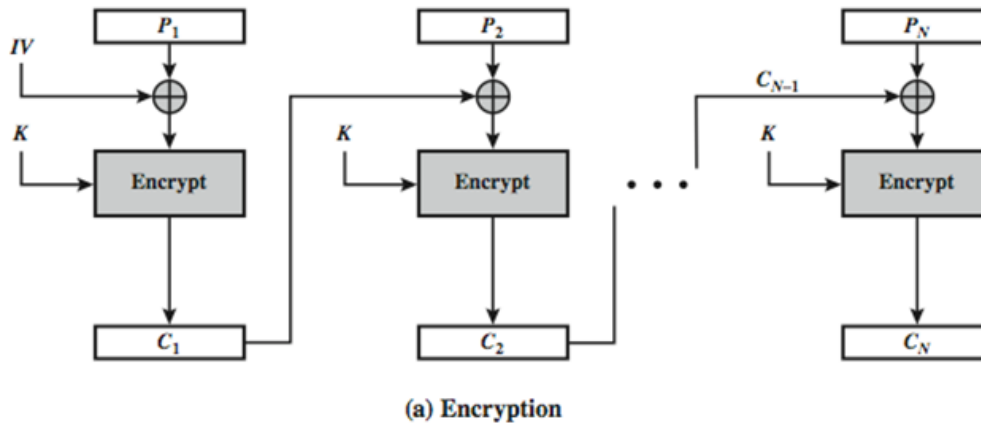 P1 P2 PN
IV
CN–1
K K K
Encrypt Encrypt • • • Encrypt
C1 C2 CN
(a) Encryption